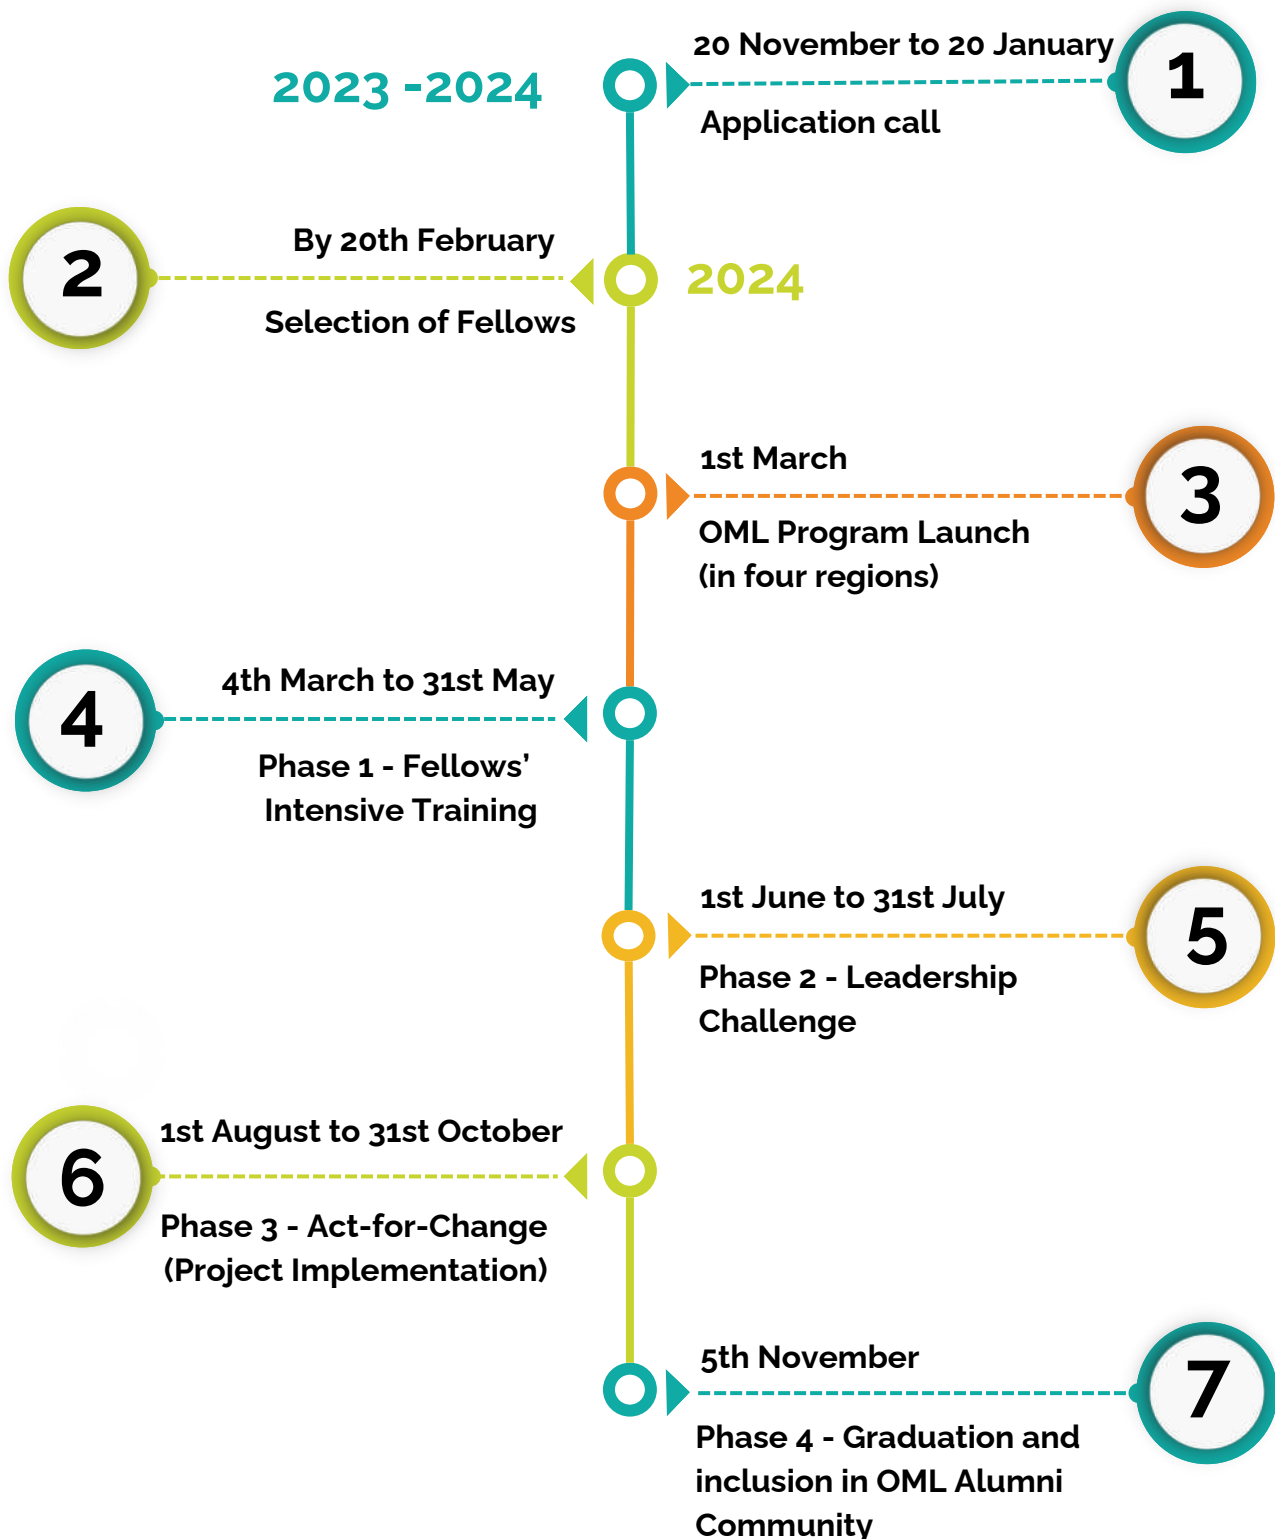 2023 -2024
20 November to 20 January
1
Application call
2
By 20th February
2024
Selection of Fellows
1st March
3
OML Program Launch
(in four regions)
4
4th March to 31st May
Phase 1 - Fellows’
Intensive Training
1st June to 31st July
5
Phase 2 - Leadership
Challenge
6
1st August to 31st October
Phase 3 - Act-for-Change
(Project Implementation)
5th November
7
Phase 4 - Graduation and
inclusion in OML Alumni
Community